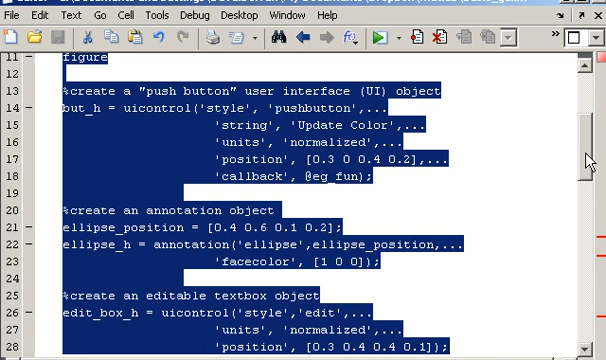 File Edit Text Go Cell Tools Debug Desktop Window Help
11 – figure
12
13 %create a "push button" user interface (UI) object
14 – but_h = uicontrol('style', 'pushbutton',...
15 'string', 'Update Color',...
16 'units', 'normalized',...
17 'position', [0.3 0 0.4 0.2],...
18 'callback', @eg_fun);
19
20 %create an annotation object
21 – ellipse_position = [0.4 0.6 0.1 0.2];
22 – ellipse_h = annotation('ellipse',ellipse_position,...
23 'facecolor', [1 0 0]);
24
25 %create an editable textbox object
26 – edit_box_h = uicontrol('style','edit',...
27 'units', 'normalized',...
28 'position', [0.3 0.4 0.4 0.1]);